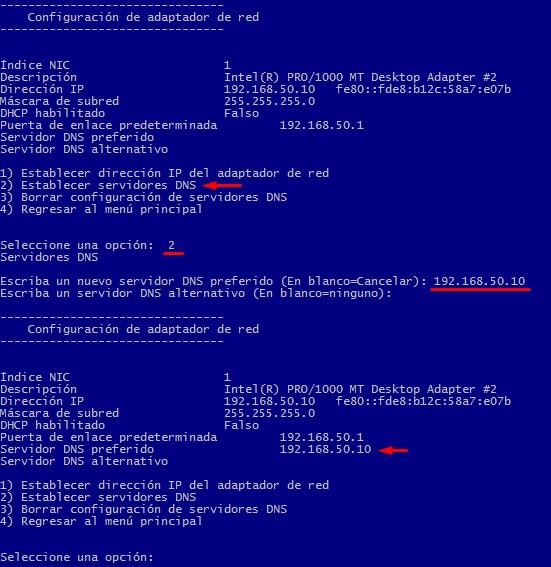 --------------------------------
Configuración de adaptador de red
--------------------------------
Índice NIC 1
Descripción Intel(R) PRO/1000 MT Desktop Adapter #2
Dirección IP 192.168.50.10 fe80::fde8:b12c:58a7:e07b
Máscara de subred 255.255.255.0
DHCP habilitado Falso
Puerta de enlace predeterminada 192.168.50.1
Servidor DNS preferido
Servidor DNS alternativo
1) Establecer dirección IP del adaptador de red
2) Establecer servidores DNS
3) Borrar configuración de servidores DNS
4) Regresar al menú principal
Seleccione una opción: 2
Servidores DNS
Escriba un nuevo servidor DNS preferido (En blanco=Cancelar): 192.168.50.10
Escriba un servidor DNS alternativo (En blanco=ninguno):
--------------------------------
Configuración de adaptador de red
--------------------------------
Índice NIC 1
Descripción Intel(R) PRO/1000 MT Desktop Adapter #2
Dirección IP 192.168.50.10 fe80::fde8:b12c:58a7:e07b
Máscara de subred 255.255.255.0
DHCP habilitado Falso
Puerta de enlace predeterminada 192.168.50.1
Servidor DNS preferido 192.168.50.10
Servidor DNS alternativo
1) Establecer dirección IP del adaptador de red
2) Establecer servidores DNS
3) Borrar configuración de servidores DNS
4) Regresar al menú principal
Seleccione una opción: